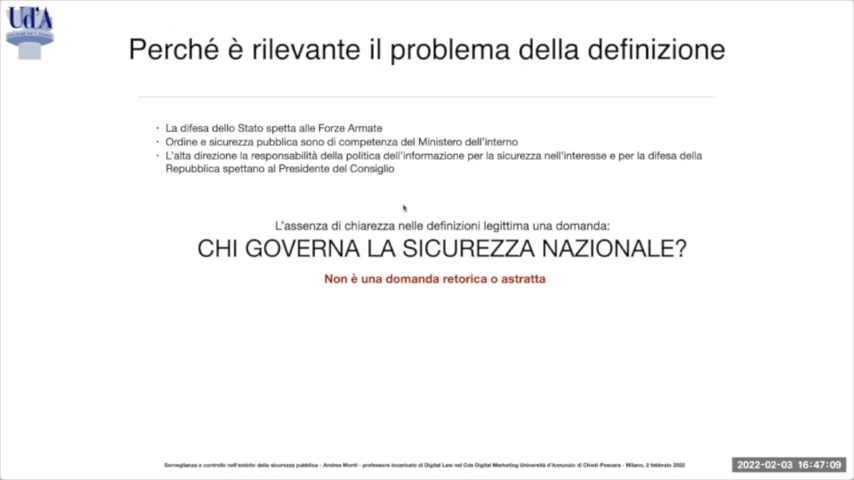 Ud'A
Perché è rilevante il problema della definizione
• La difesa dello Stato spetta alle Forze Armate
• Ordine e sicurezza pubblica sono di competenza del Ministero dell'interno
• L'alta direzione la responsabilità della politica dell'informazione per la sicurezza nell'interesse e per la difesa della
Repubblica spettano al Presidente del Consiglio
L'assenza di chiarezza nelle definizioni legittima una domanda:
CHI GOVERNA LA SICUREZZA NAZIONALE?
Non è una domanda retorica o astratta
Sorveglianza e controllo nell'ambito della sicurezza pubblica - Andrea Monti - professore incaricato di Digital Law nel Cds Digital Marketing Università d'Annunzio di Chieti-Pescara - Milano, 2 febbraio 2022
2022-02-03 16:47:09